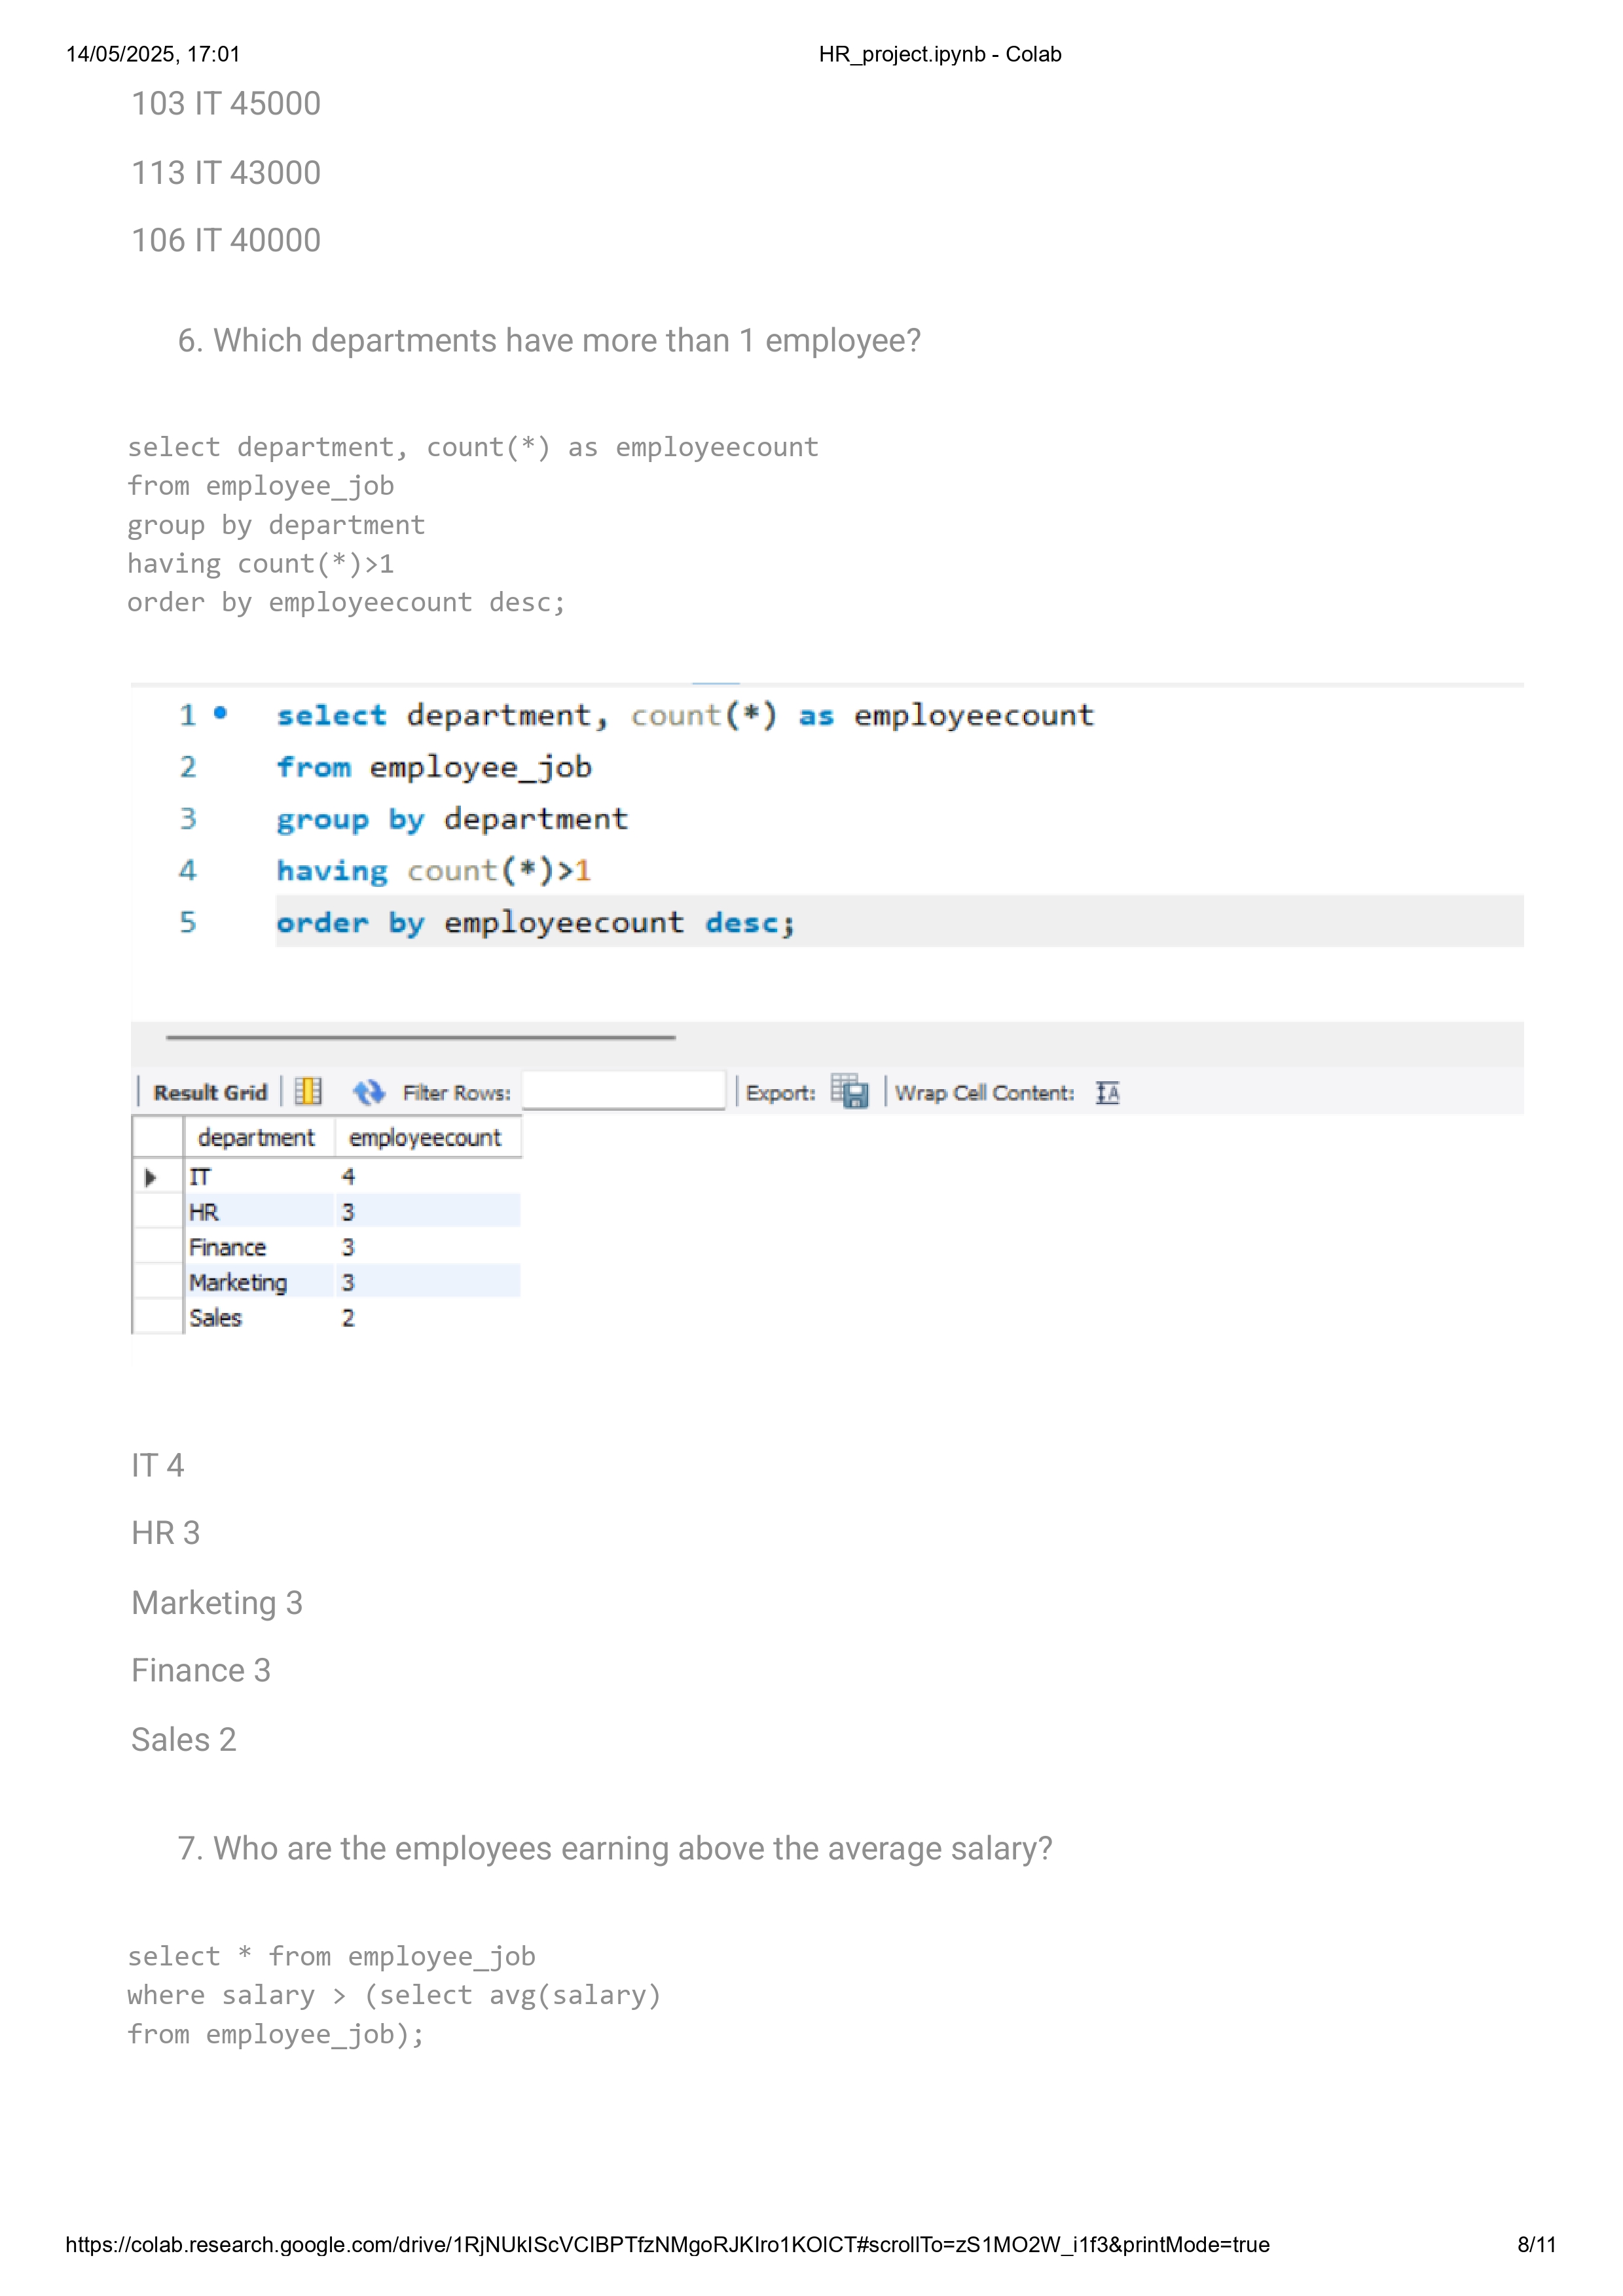 14/05/2025, 17:01 HR_project.ipynb - Colab
103 IT 45000
113 IT 43000
106 IT 40000
6. Which departments have more than 1 employee?
select department, count(*) as employeecount
from employee_job
group by department
having count(*)>1
order by employeecount desc;
1 select department, count(*) as employeecount
2 from employee_job
3 group by department
4 having count(*)>1
5 order by employeecount desc;
Result Grid Filter Rows: Export: Wrap Cell Content: IA
department employeecount
IT 4
HR 3
Finance 3
Marketing 3
Sales 2
IT 4
HR 3
Marketing 3
Finance 3
Sales 2
7. Who are the employees earning above the average salary?
select * from employee_job
where salary > (select avg(salary)
from employee_job);
https://colab.research.google.com/drive/1RjNUkIScVCIBPTfzNMgoRJKIro1KOICT#scrollTo=zS1MO2W_i1f3&printMode=true 8/11